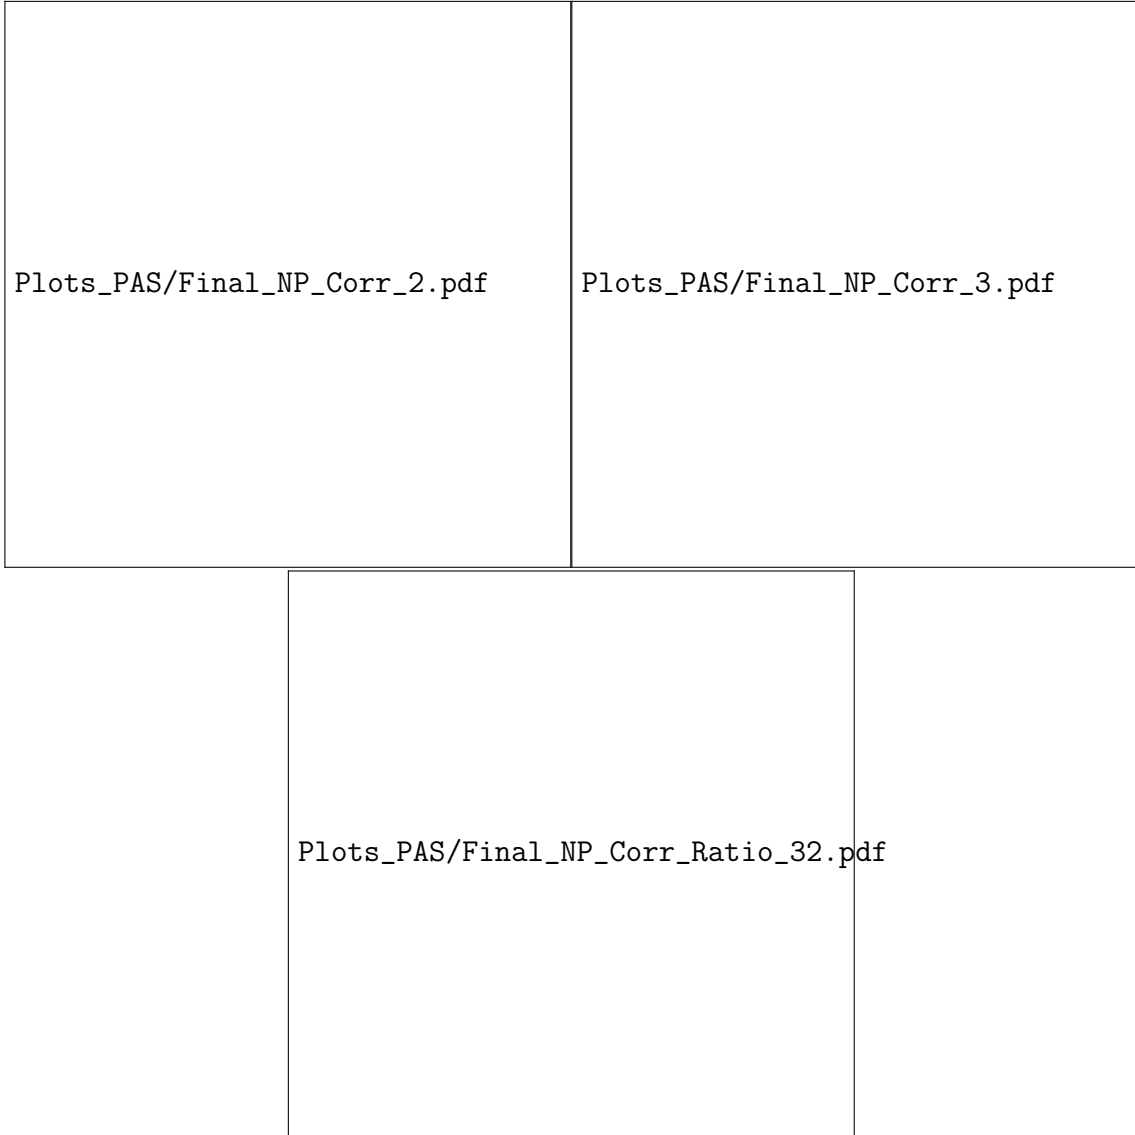 Plots_PAS/Final_NP_Corr_2.pdf
Plots_PAS/Final_NP_Corr_3.pdf
Plots_PAS/Final_NP_Corr_Ratio_32.pdf